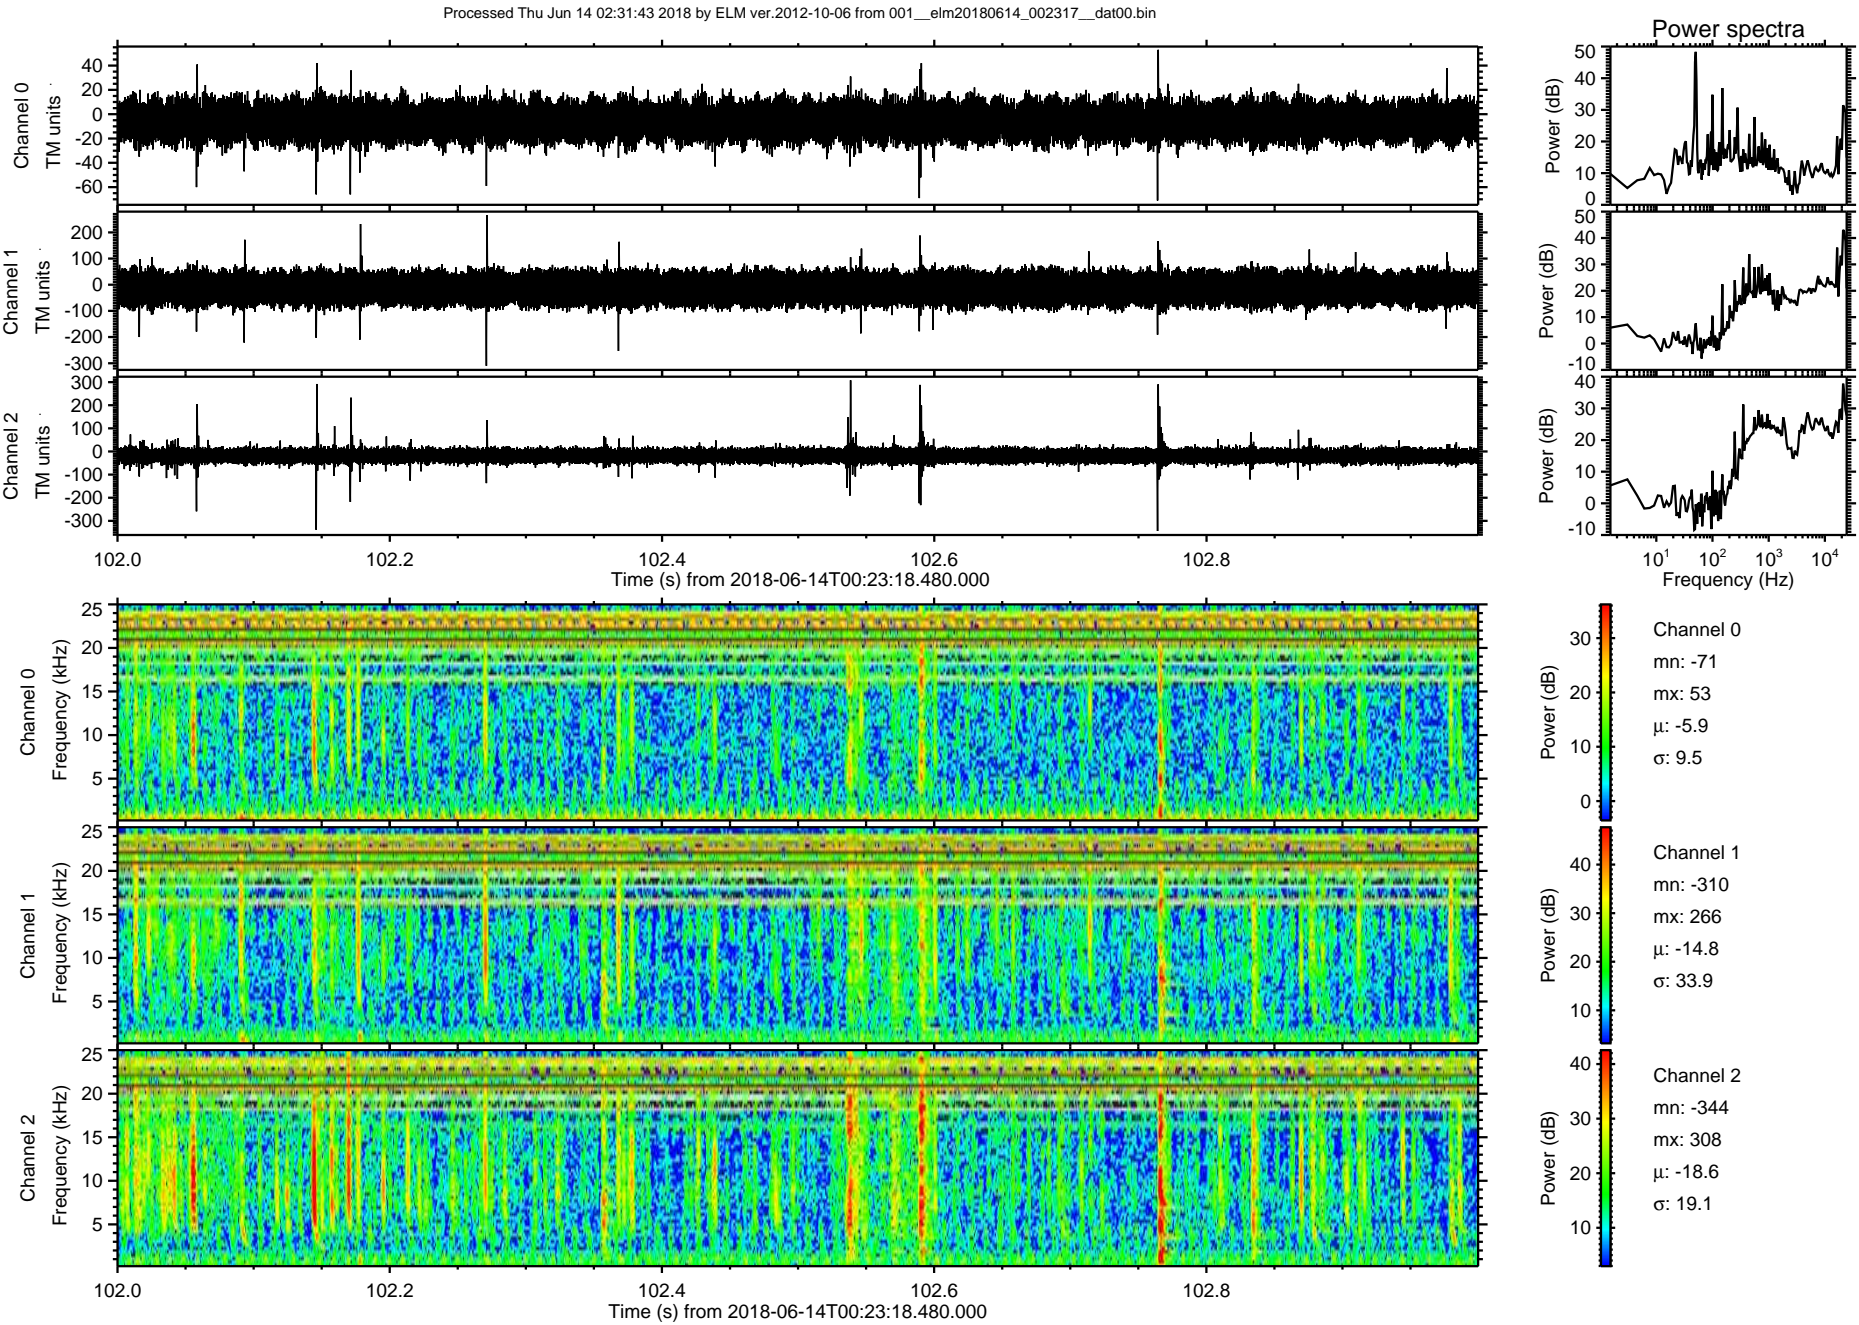 Processed Thu Jun 14 02:31:43 2018 by ELM ver.2012-10-06 from 001__elm20180614_002317__dat00.bin
Power spectra
Channel 0
TM units
40
20
0
-20
-40
-60
Power (dB)
50
40
30
20
10
0
Channel 1
TM units
200
100
0
-100
-200
-300
Power (dB)
50
40
30
20
10
0
-10
Channel 2
TM units
300
200
100
0
-100
-200
-300
Power (dB)
40
30
20
10
0
-10
102.0 102.2 102.4 102.6 102.8
Time (s) from 2018-06-14T00:23:18.480.000
10^1 10^2 10^3 10^4
Frequency (Hz)
Channel 0
Frequency (kHz)
25
20
15
10
5
Power (dB)
30
20
10
0
Channel 0
mn: -71
mx: 53
µ: -5.9
σ: 9.5
Channel 1
Frequency (kHz)
25
20
15
10
5
Power (dB)
40
30
20
10
Channel 1
mn: -310
mx: 266
µ: -14.8
σ: 33.9
Channel 2
Frequency (kHz)
25
20
15
10
5
Power (dB)
40
30
20
10
Channel 2
mn: -344
mx: 308
µ: -18.6
σ: 19.1
102.0 102.2 102.4 102.6 102.8
Time (s) from 2018-06-14T00:23:18.480.000